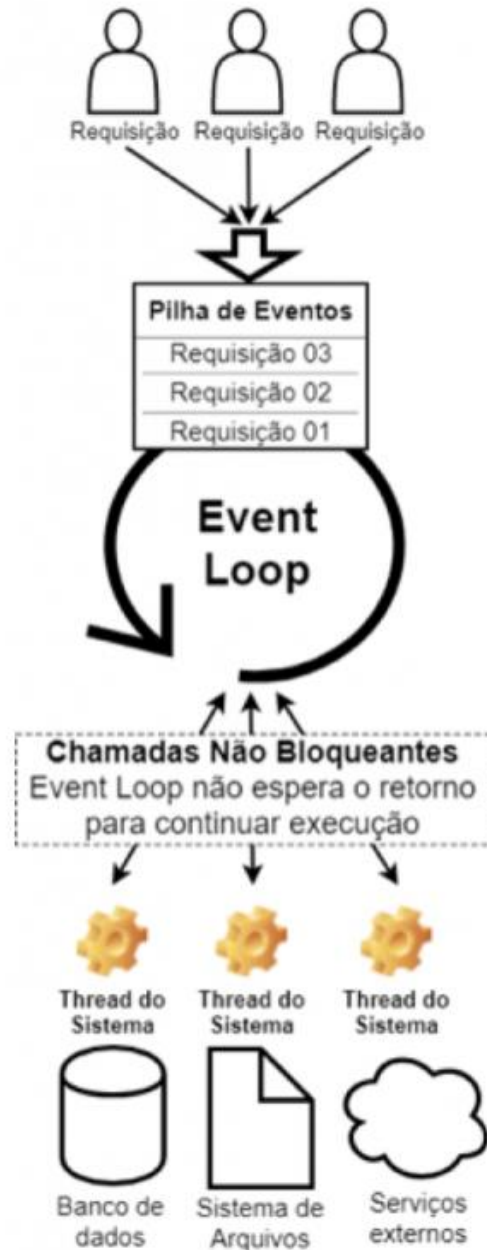 Requisição Requisição Requisição
Pilha de Eventos
Requisição 03
Requisição 02
Requisição 01
Event
Loop
Chamadas Não Bloqueantes
Event Loop não espera o retorno
para continuar execução
Thread do Sistema
Thread do Sistema
Thread do Sistema
Banco de dados
Sistema de Arquivos
Serviços externos